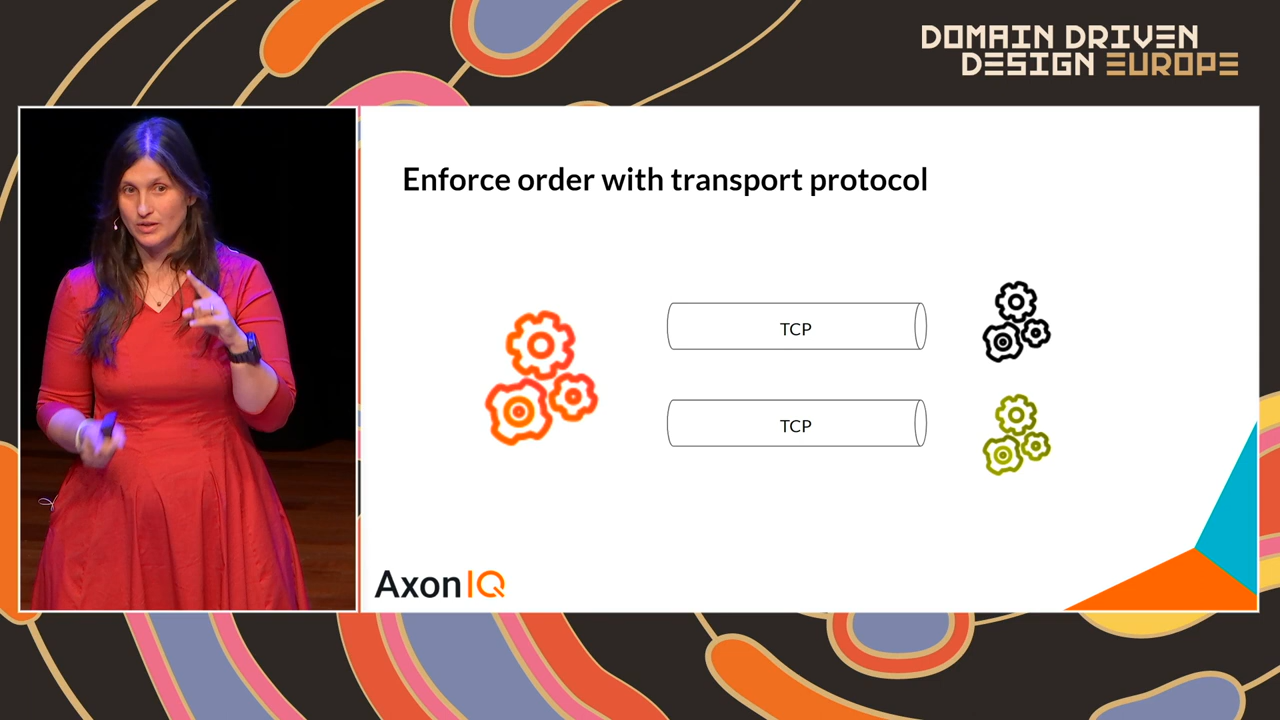 DOMAIN DRIVEN
DESIGN EUROPE
Enforce order with transport protocol
TCP
TCP
AxonIQ